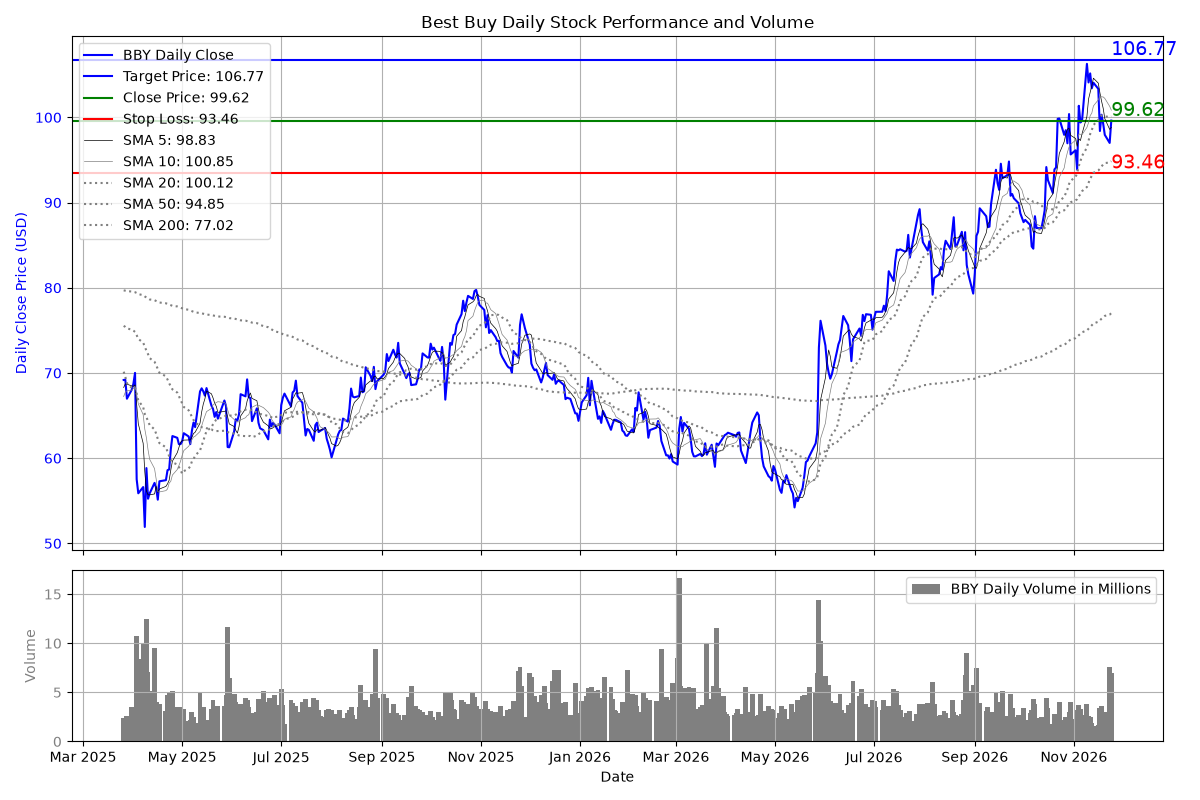 Best Buy Daily Stock Performance and Volume
BBY Daily Close
Target Price: 106.77
Close Price: 99.62
Stop Loss: 93.46
SMA 5: 98.83
SMA 10: 100.85
SMA 20: 100.12
SMA 50: 94.85
SMA 200: 77.02
106.77
99.62
93.46
Daily Close Price (USD)
100
90
80
70
60
50
BBY Daily Volume in Millions
Volume
15
10
5
0
Mar 2025 May 2025 Jul 2025 Sep 2025 Nov 2025 Jan 2026 Mar 2026 May 2026 Jul 2026 Sep 2026 Nov 2026
Date